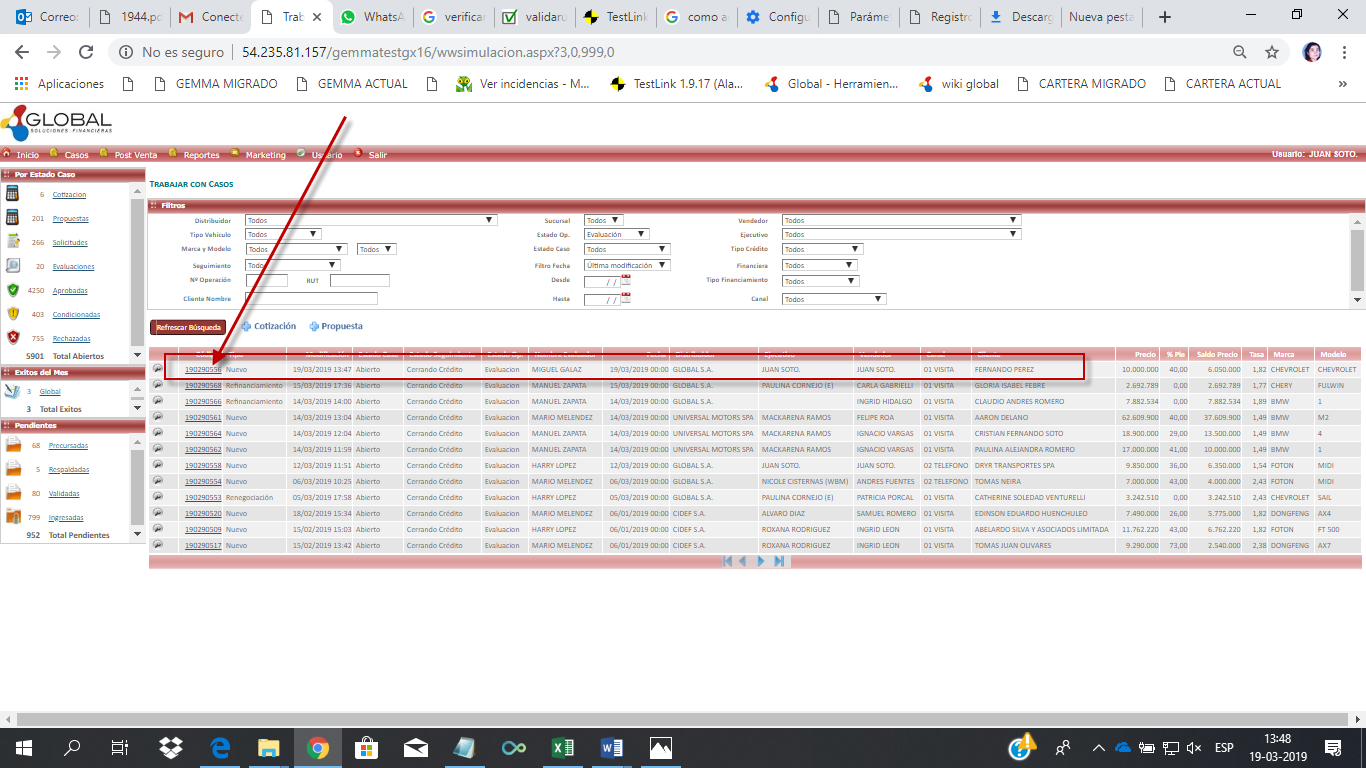 Correo: 1944.pd Conecta Trab WhatsA verificar validaru TestLink como a Configu Paráme Registro Descarg Nueva pesta
No es seguro | 54.235.81.157/gemmatestgx16/wwsimulacion.aspx?3,0,999,0
Aplicaciones GEMMA MIGRADO GEMMA ACTUAL Ver incidencias - M... TestLink 1.9.17 (Ala... Global - Herramien... wiki global CARTERA MIGRADO CARTERA ACTUAL »
GLOBAL
SOLUCIONES FINANCIERAS
Inicio Casos Post Venta Reportes Marketing Usuario Salir Usuario: JUAN SOTO.
Por Estado Caso
6 Cotizacion
201 Propuestas
266 Solicitudes
20 Evaluaciones
4250 Aprobadas
403 Condicionadas
755 Rechazadas
5901 Total Abiertos
Exitos del Mes
3 Global
3 Total Exitos
Pendientes
68 Precursadas
5 Respaldadas
80 Validadas
799 Ingresadas
952 Total Pendientes
TRABAJAR CON CASOS
Filtros
Distribuidor Todos Sucursal Todos Vendedor Todos
Tipo Vehículo Todos Estado Op. Evaluación Ejecutivo Todos
Marca y Modelo Todos Todos Estado Caso Todos Tipo Crédito Todos
Seguimiento Todos Filtro Fecha Última modificación Financiera Todos
Nº Operación RUT Desde / / Tipo Financiamiento Todos
Cliente Nombre Hasta / / Canal Todos
Refrescar Búsqueda Cotización Propuesta
Precio % Pie Saldo Precio Tasa Marca Modelo
190290556 Nuevo 19/03/2019 13:47 Abierto Cerrando Crédito Evaluacion MIGUEL GALAZ 19/03/2019 00:00 GLOBAL S.A. JUAN SOTO. JUAN SOTO. 01 VISITA FERNANDO PEREZ 10.000.000 40,00 6.050.000 1,82 CHEVROLET CHEVROLET
190290568 Refinanciamiento 15/03/2019 17:36 Abierto Cerrando Crédito Evaluacion MANUEL ZAPATA 15/03/2019 00:00 GLOBAL S.A. PAULINA CORNEJO (E) CARLA GABRIELLI 01 VISITA GLORIA ISABEL FEBRE 2.692.789 0,00 2.692.789 1,77 CHERY FULWIN
190290566 Refinanciamiento 14/03/2019 14:00 Abierto Cerrando Crédito Evaluacion MANUEL ZAPATA 14/03/2019 00:00 GLOBAL S.A. INGRID HIDALGO 01 VISITA CLAUDIO ANDRES ROMERO 7.882.534 0,00 7.882.534 1,89 BMW 1
190290561 Nuevo 14/03/2019 13:04 Abierto Cerrando Crédito Evaluacion MARIO MELENDEZ 14/03/2019 00:00 UNIVERSAL MOTORS SPA MACKARENA RAMOS FELIPE ROA 01 VISITA AARON DELANO 62.609.900 40,00 37.609.900 1,49 BMW M2
190290564 Nuevo 14/03/2019 12:04 Abierto Cerrando Crédito Evaluacion MANUEL ZAPATA 14/03/2019 00:00 UNIVERSAL MOTORS SPA MACKARENA RAMOS IGNACIO VARGAS 01 VISITA CRISTIAN FERNANDO SOTO 18.900.000 29,00 13.500.000 1,49 BMW 4
190290562 Nuevo 14/03/2019 11:59 Abierto Cerrando Crédito Evaluacion MANUEL ZAPATA 14/03/2019 00:00 UNIVERSAL MOTORS SPA MACKARENA RAMOS IGNACIO VARGAS 01 VISITA PAULINA ALEJANDRA ROMERO 17.000.000 41,00 10.000.000 1,49 BMW 1
190290558 Nuevo 12/03/2019 11:51 Abierto Cerrando Crédito Evaluacion HARRY LOPEZ 12/03/2019 00:00 GLOBAL S.A. JUAN SOTO. JUAN SOTO. 02 TELEFONO DRYR TRANSPORTES SPA 9.850.000 36,00 6.350.000 1,54 FOTON MIDI
190290554 Nuevo 06/03/2019 10:25 Abierto Cerrando Crédito Evaluacion HARRY LOPEZ 06/03/2019 00:00 GLOBAL S.A. NICOLE CISTERNAS (WBM) ANDRES FUENTES 02 TELEFONO TOMAS NEIRA 7.000.000 43,00 4.000.000 2,43 FOTON MIDI
190290553 Renegociación 05/03/2019 17:58 Abierto Cerrando Crédito Evaluacion HARRY LOPEZ 05/03/2019 00:00 GLOBAL S.A. PAULINA CORNEJO (E) PATRICIA PORCAL 01 VISITA CATHERINE SOLEDAD VENTURELLI 3.242.510 0,00 3.242.510 2,43 CHEVROLET SAIL
190290520 Nuevo 18/02/2019 15:34 Abierto Cerrando Crédito Evaluacion MARIO MELENDEZ 06/01/2019 00:00 CIDEF S.A. ALVARO DIAZ SAMUEL ROMERO 01 VISITA EDINSON EDUARDO HUENCHULEO 7.490.000 26,00 5.775.000 1,82 DONGFENG AX4
190290509 Nuevo 15/02/2019 15:03 Abierto Cerrando Crédito Evaluacion HARRY LOPEZ 06/01/2019 00:00 CIDEF S.A. ROXANA RODRIGUEZ INGRID LEON 01 VISITA ABELARDO SILVA Y ASOCIADOS LIMITADA 11.762.220 43,00 6.762.220 1,82 FOTON FT 500
190290517 Nuevo 15/02/2019 13:42 Abierto Cerrando Crédito Evaluacion MARIO MELENDEZ 06/01/2019 00:00 CIDEF S.A. ROXANA RODRIGUEZ INGRID LEON 01 VISITA TOMAS JUAN OLIVARES 9.290.000 73,00 2.540.000 2,38 DONGFENG AX7
ESP 13:48
19-03-2019